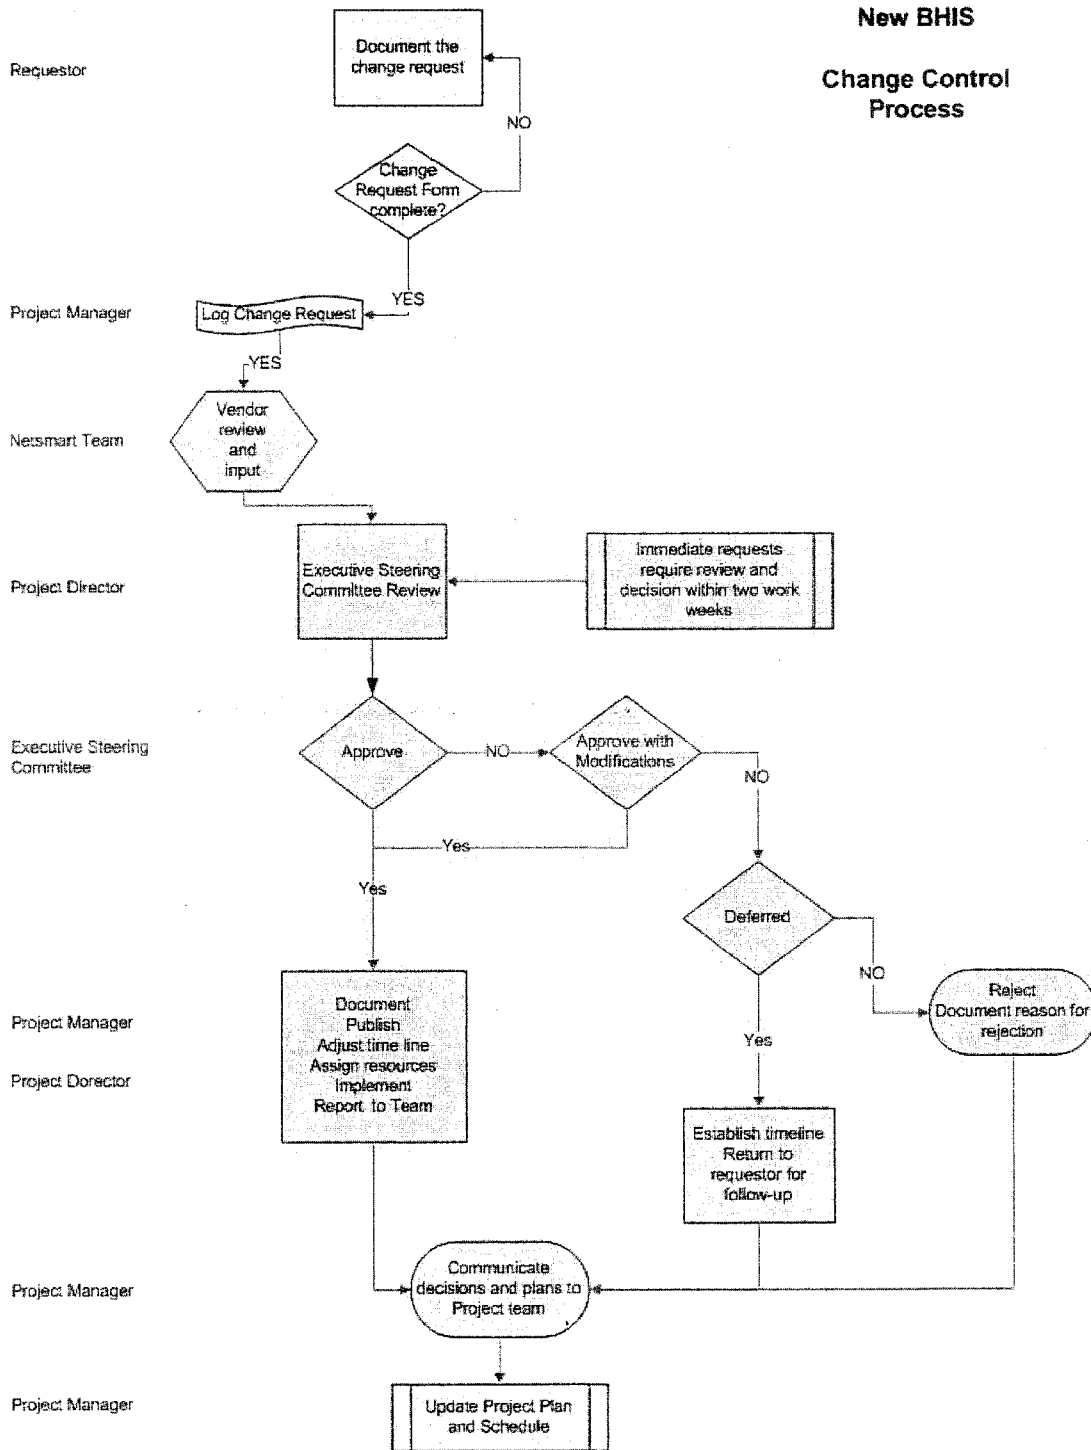 New BHIS
Change Control
Process
Requestor
Document the
change request
NO
Change
Request Form
complete?
YES
Project Manager
Log Change Request
YES
Netsmart Team
Vendor
review
and
input
Project Director
Executive Steering
Committee Review
Immediate requests
require review and
decision within two work
weeks
Executive Steering
Committee
Approve
NO
Approve with
Modifications
NO
Yes
Yes
Deferred
NO
Reject
Document reason for
rejection
Project Manager
Project Dorector
Document
Publish
Adjust time line
Assign resources
Implement
Report to Team
Yes
Establish timeline
Return to
requestor for
follow-up
Project Manager
Communicate
decisions and plans to
Project team
Project Manager
Update Project Plan
and Schedule